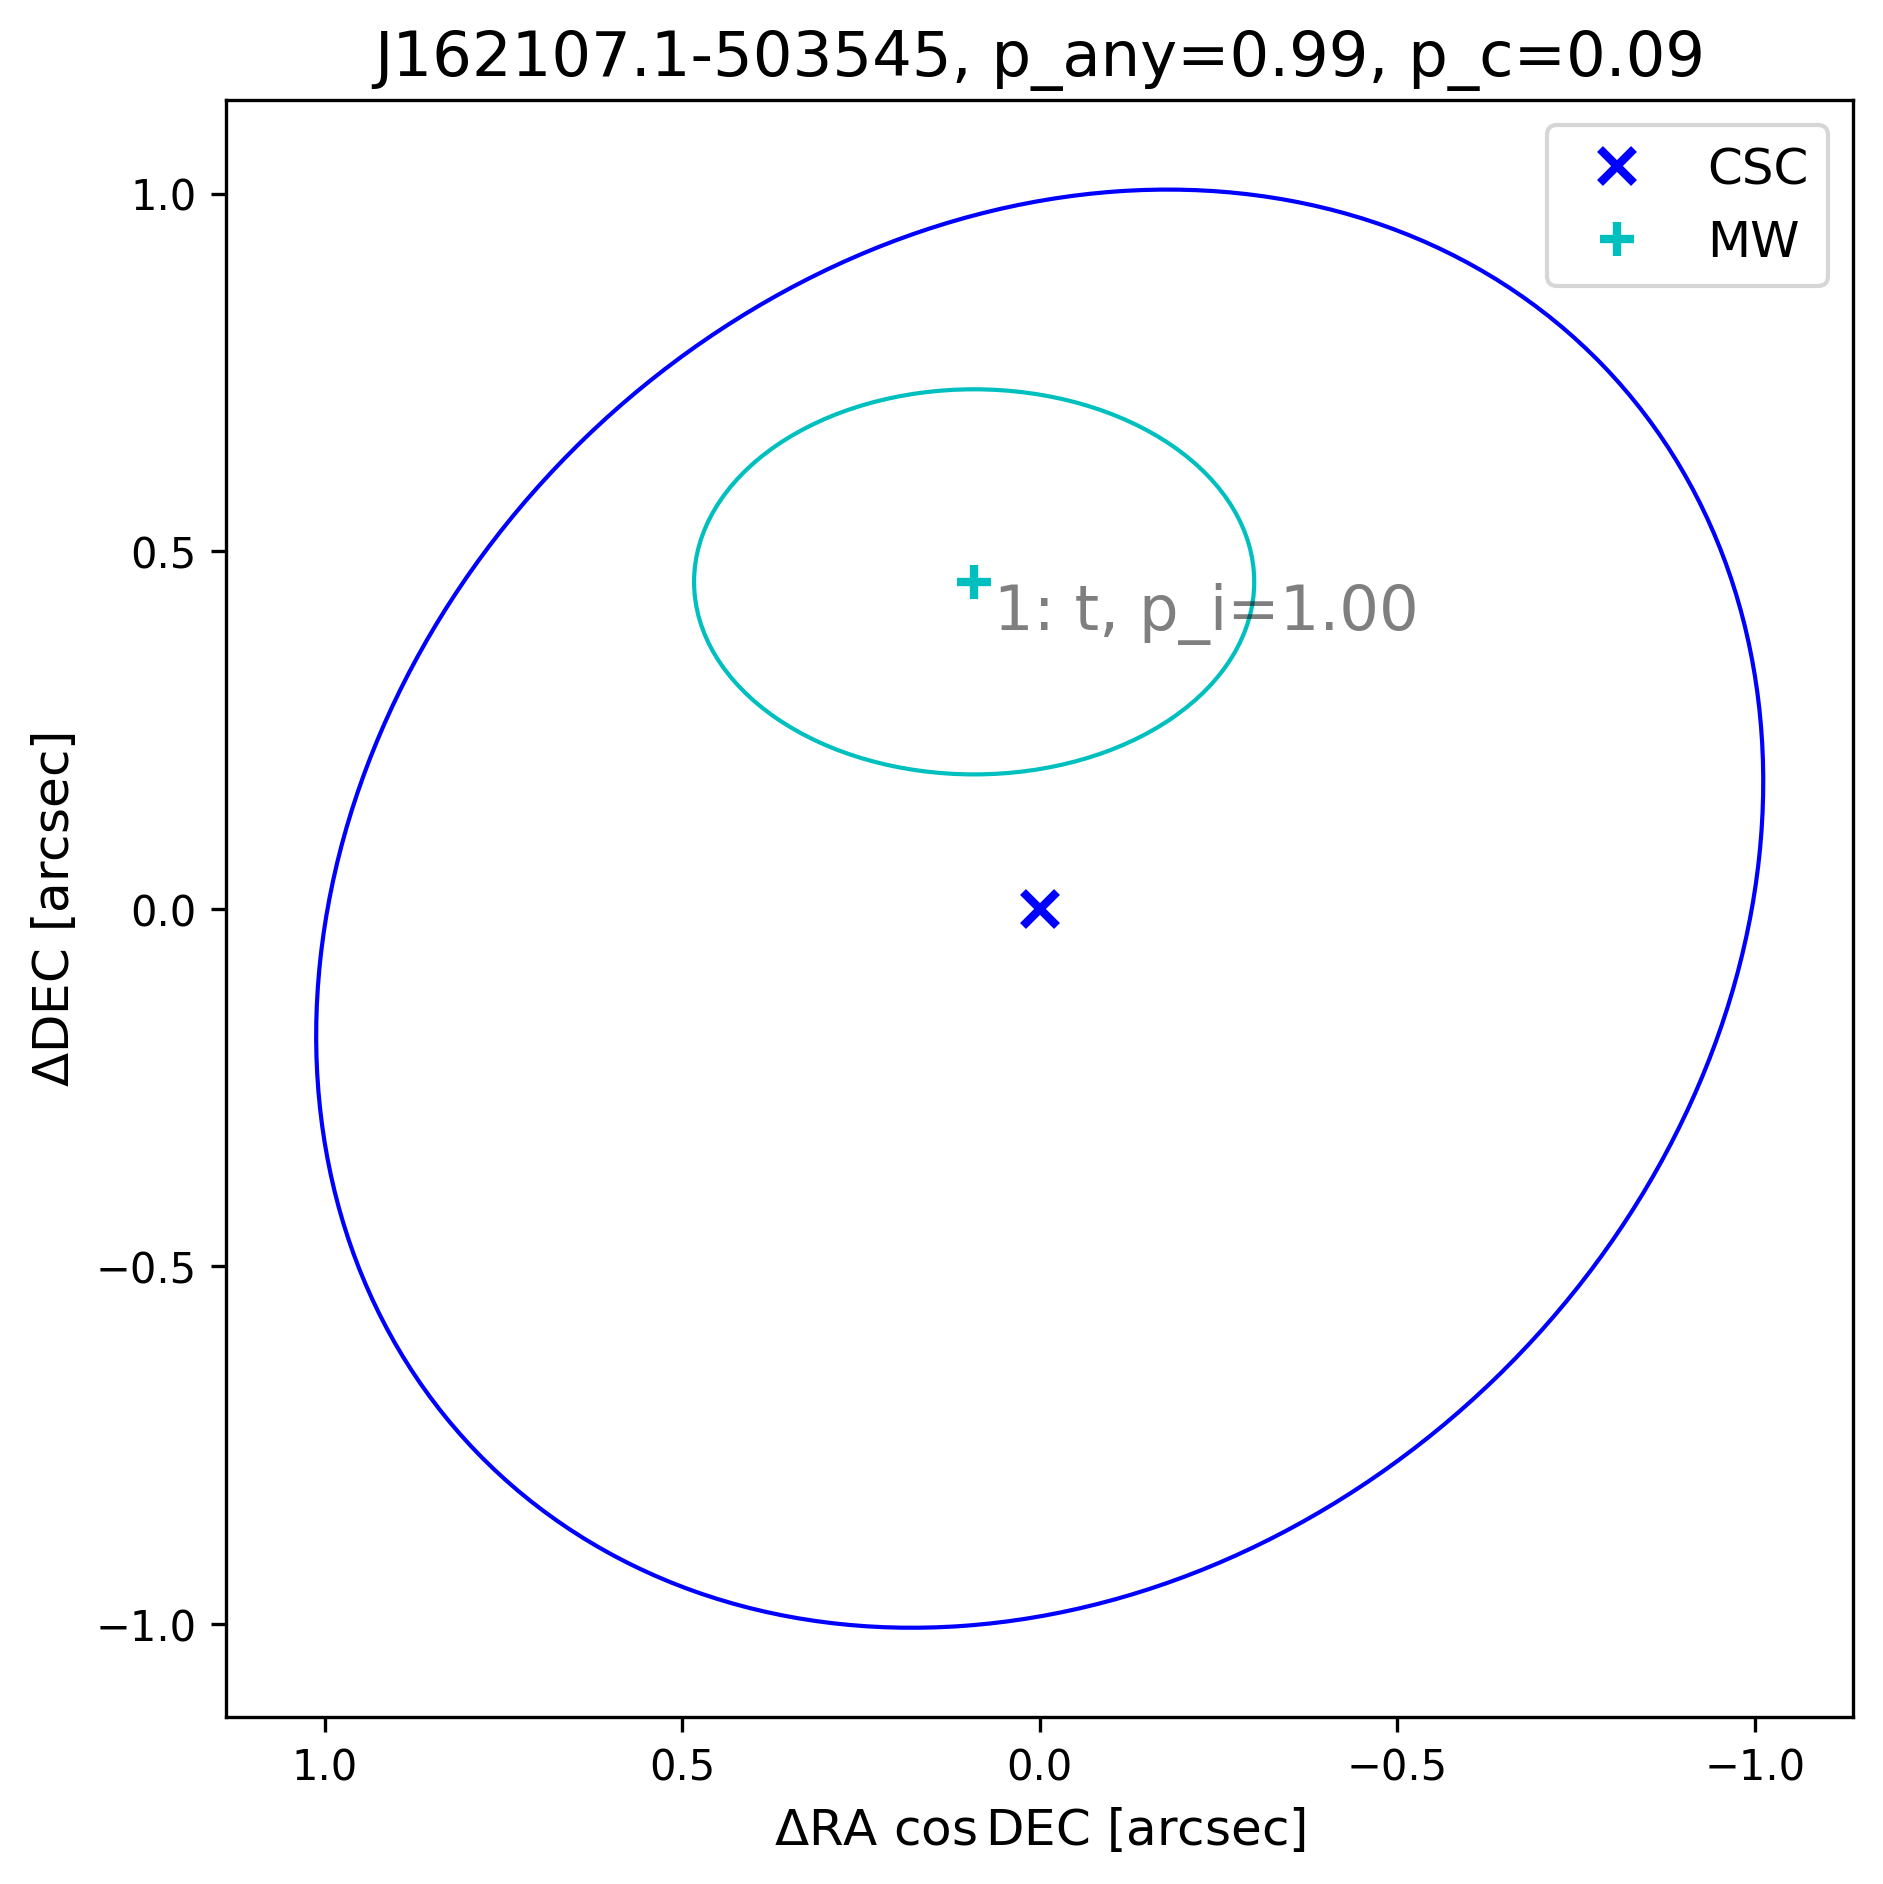 J162107.1-503545, p_any=0.99, p_c=0.09
CSC
MW
1.0
0.5
0.0
−0.5
−1.0
ΔDEC [arcsec]
1: t, p_i=1.00
1.0
0.5
0.0
−0.5
−1.0
ΔRA cos DEC [arcsec]